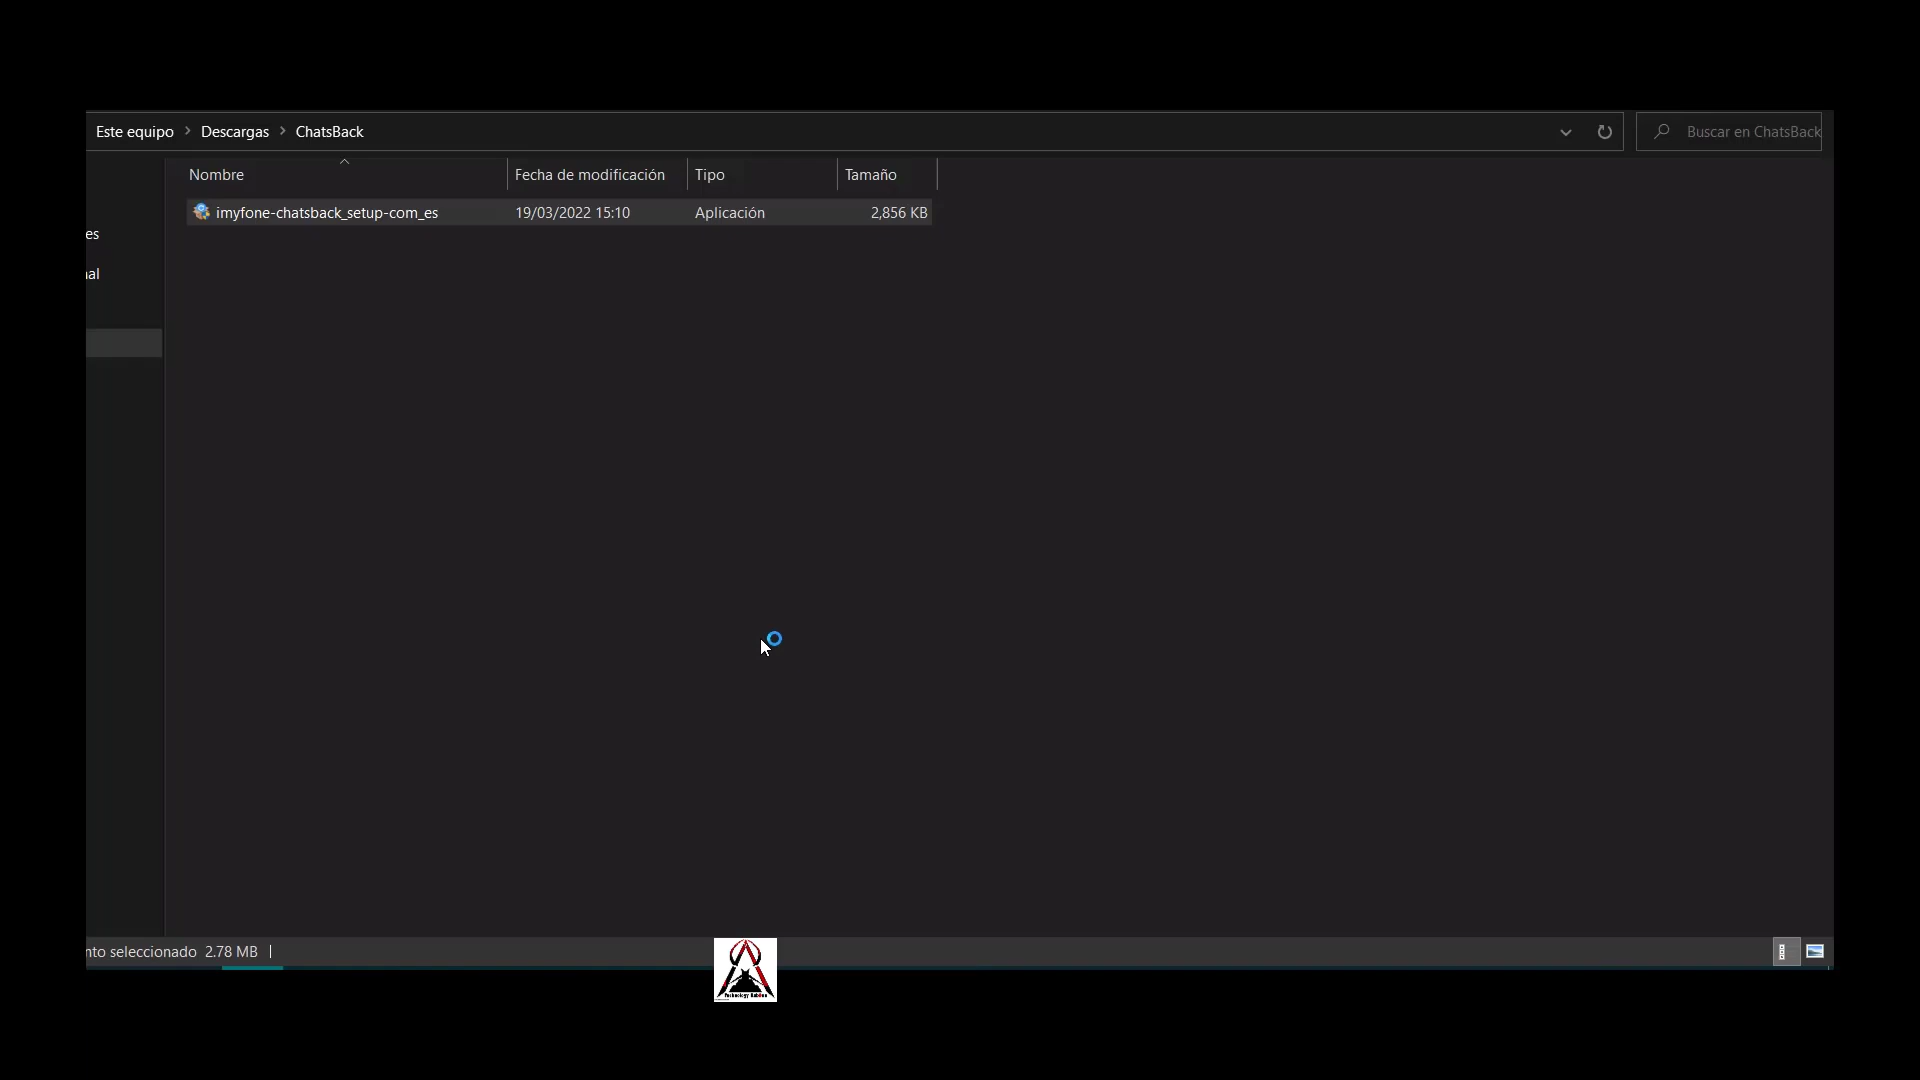 Este equipo > Descargas > ChatsBack
Buscar en ChatsBack
Nombre Fecha de modificación Tipo Tamaño
imyfone-chatsback_setup-com_es 19/03/2022 15:10 Aplicación 2,856 KB
es
al
nto seleccionado 2.78 MB
Technology